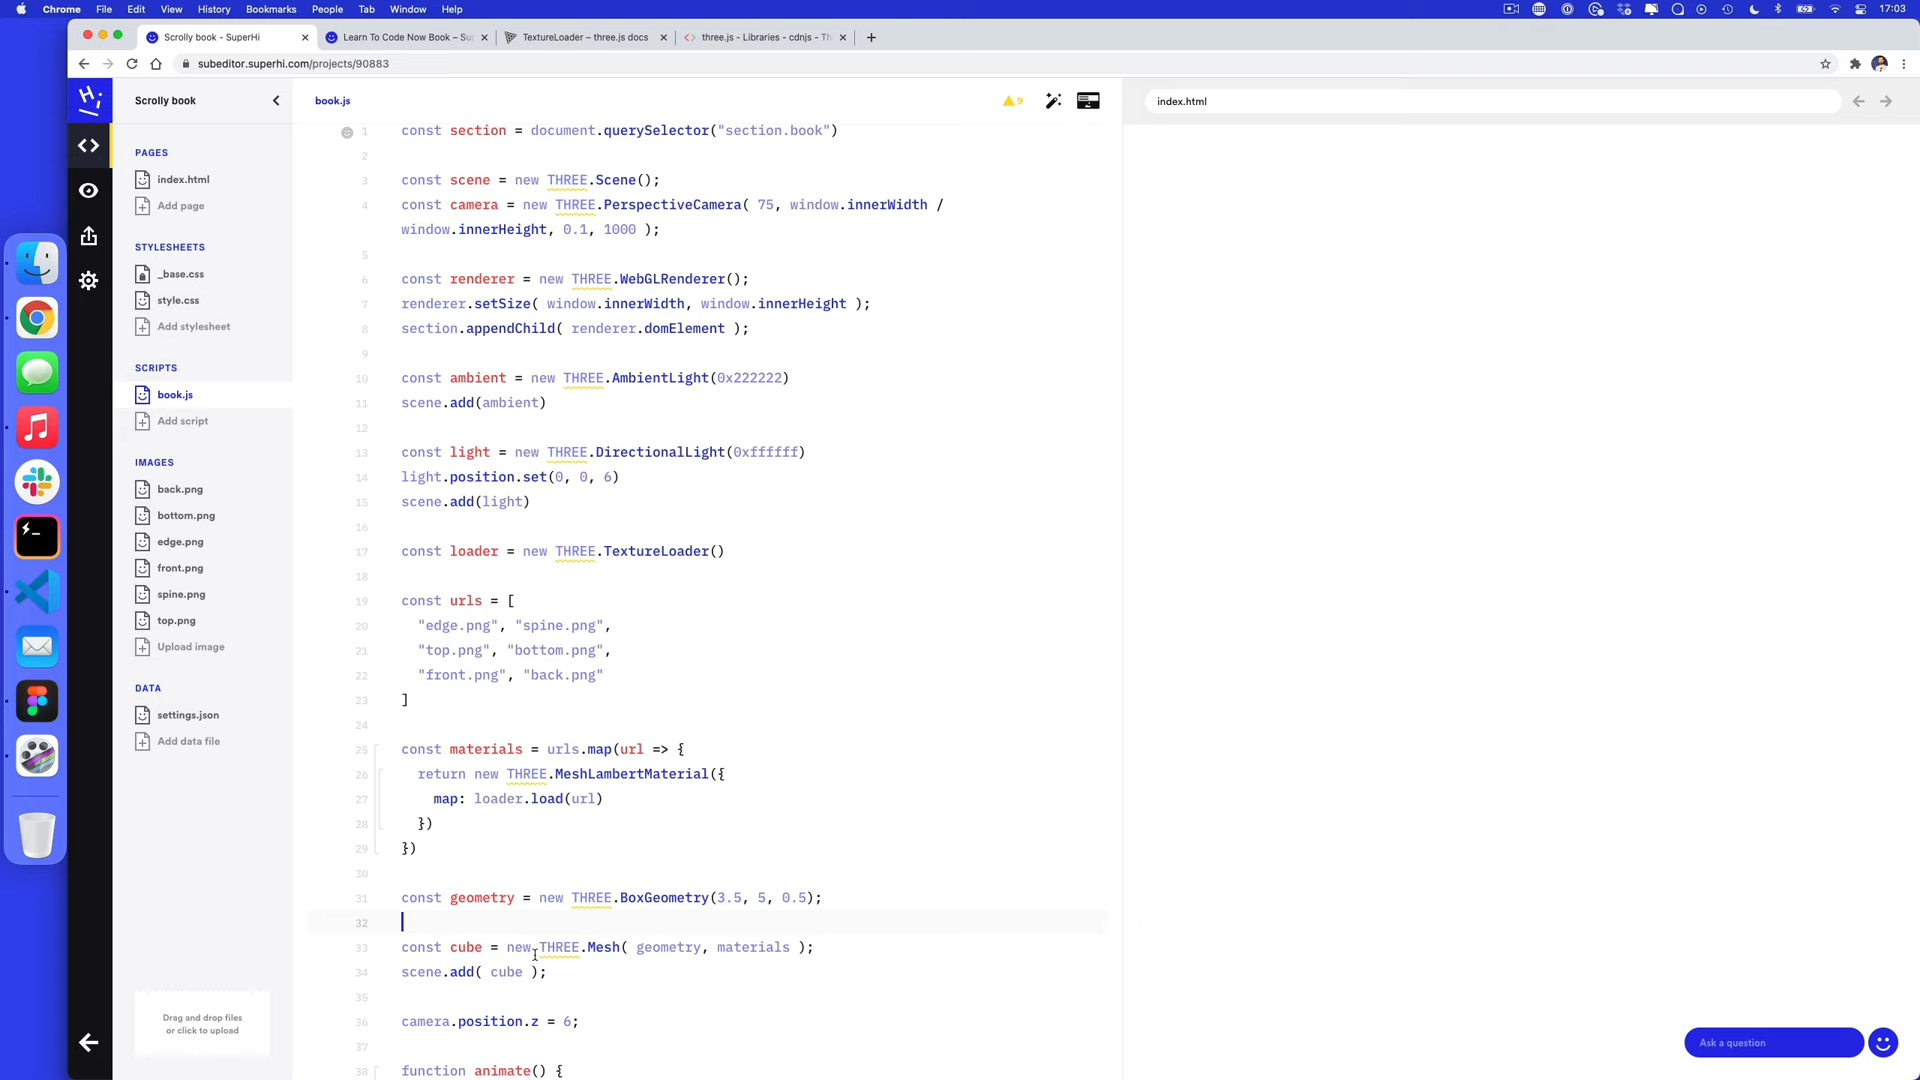 Chrome File Edit View History Bookmarks People Tab Window Help 17:03
Scrolly book - SuperHi
Learn To Code Now Book – Su
TextureLoader – three.js docs
three.js - Libraries - cdnjs - Th
subeditor.superhi.com/projects/90883
Scrolly book
book.js
9
index.html
PAGES
index.html
Add page
STYLESHEETS
_base.css
style.css
Add stylesheet
SCRIPTS
book.js
Add script
IMAGES
back.png
bottom.png
edge.png
front.png
spine.png
top.png
Upload image
DATA
settings.json
Add data file
Drag and drop files
or click to upload
1 const section = document.querySelector("section.book")
2
3 const scene = new THREE.Scene();
4 const camera = new THREE.PerspectiveCamera( 75, window.innerWidth /
window.innerHeight, 0.1, 1000 );
5
6 const renderer = new THREE.WebGLRenderer();
7 renderer.setSize( window.innerWidth, window.innerHeight );
8 section.appendChild( renderer.domElement );
9
10 const ambient = new THREE.AmbientLight(0x222222)
11 scene.add(ambient)
12
13 const light = new THREE.DirectionalLight(0xffffff)
14 light.position.set(0, 0, 6)
15 scene.add(light)
16
17 const loader = new THREE.TextureLoader()
18
19 const urls = [
20 "edge.png", "spine.png",
21 "top.png", "bottom.png",
22 "front.png", "back.png"
23 ]
24
25 const materials = urls.map(url => {
26 return new THREE.MeshLambertMaterial({
27 map: loader.load(url)
28 })
29 })
30
31 const geometry = new THREE.BoxGeometry(3.5, 5, 0.5);
32
33 const cube = new THREE.Mesh( geometry, materials );
34 scene.add( cube );
35
36 camera.position.z = 6;
37
38 function animate() {
Ask a question